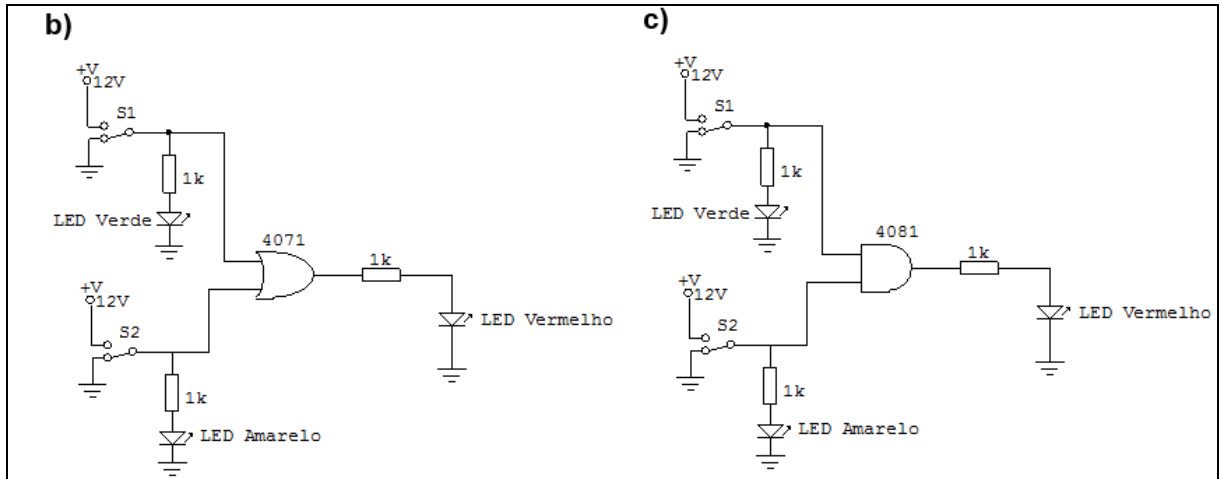 b)
+V
12V
S1
1k
LED Verde
4071
1k
+V
12V
S2
LED Vermelho
1k
LED Amarelo
c)
+V
12V
S1
1k
LED Verde
4081
1k
+V
12V
S2
LED Vermelho
1k
LED Amarelo